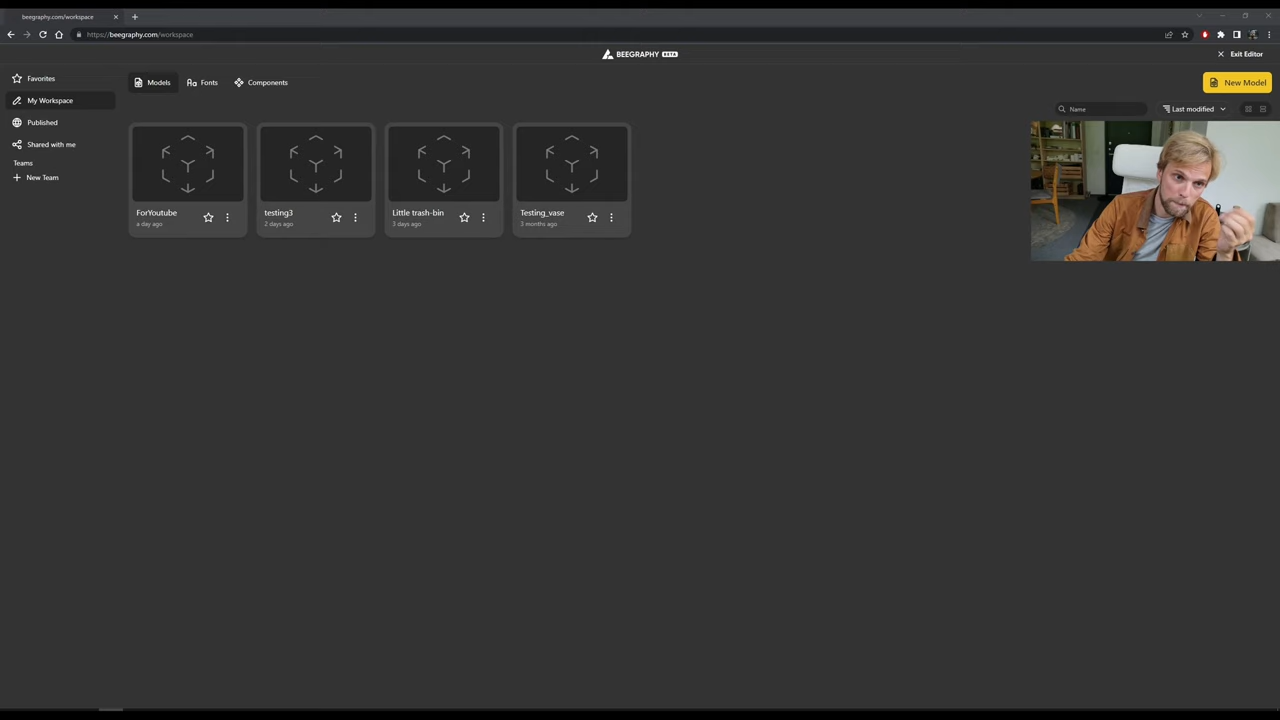 beegraphy.com/workspace
https://beegraphy.com/workspace
BEEGRAPHY BETA
Exit Editor
Favorites
My Workspace
Published
Shared with me
Teams
New Team
Models
Fonts
Components
New Model
Name
Last modified
ForYoutube
a day ago
testing3
2 days ago
Little trash-bin
3 days ago
Testing_vase
3 months ago